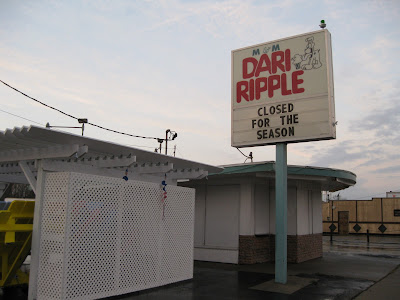 M & M
DARI
RIPPLE
CLOSED
FOR THE
SEASON